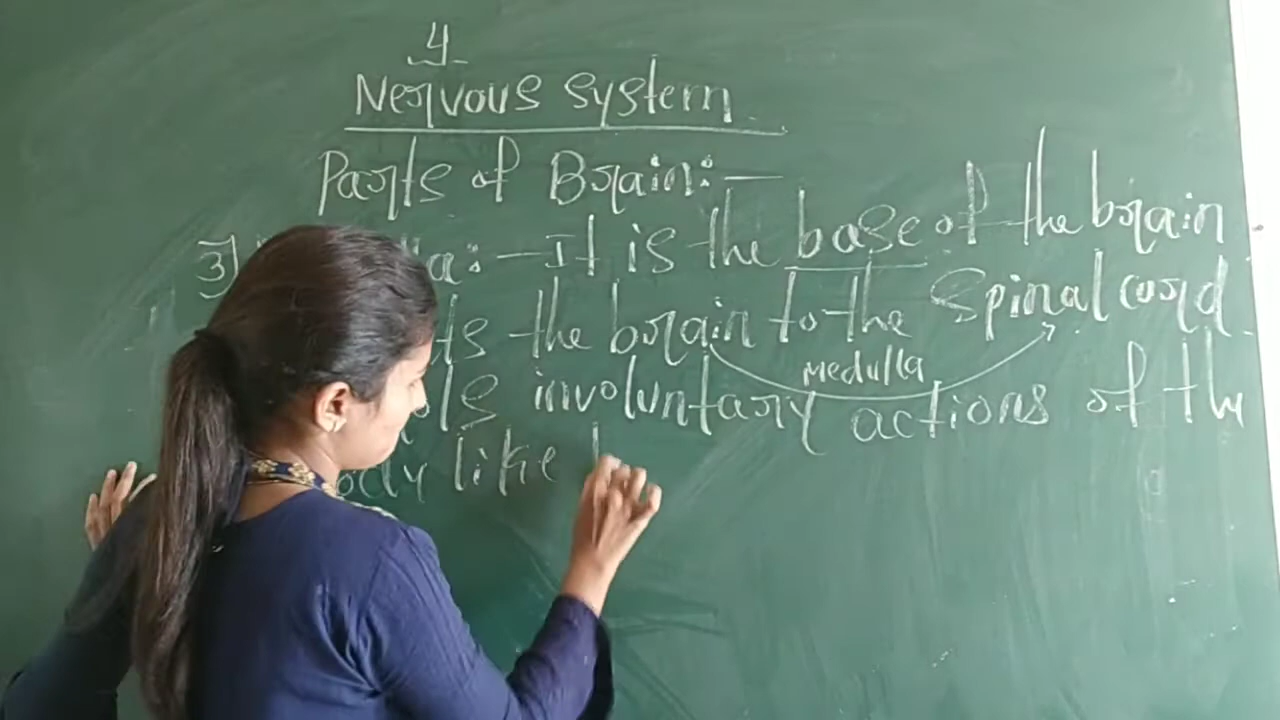 4
Nervous system
Parts of Brain:-
3] :- It is the base of the brain
the brain to the spinal cord
Medulla
involuntary actions of the
like